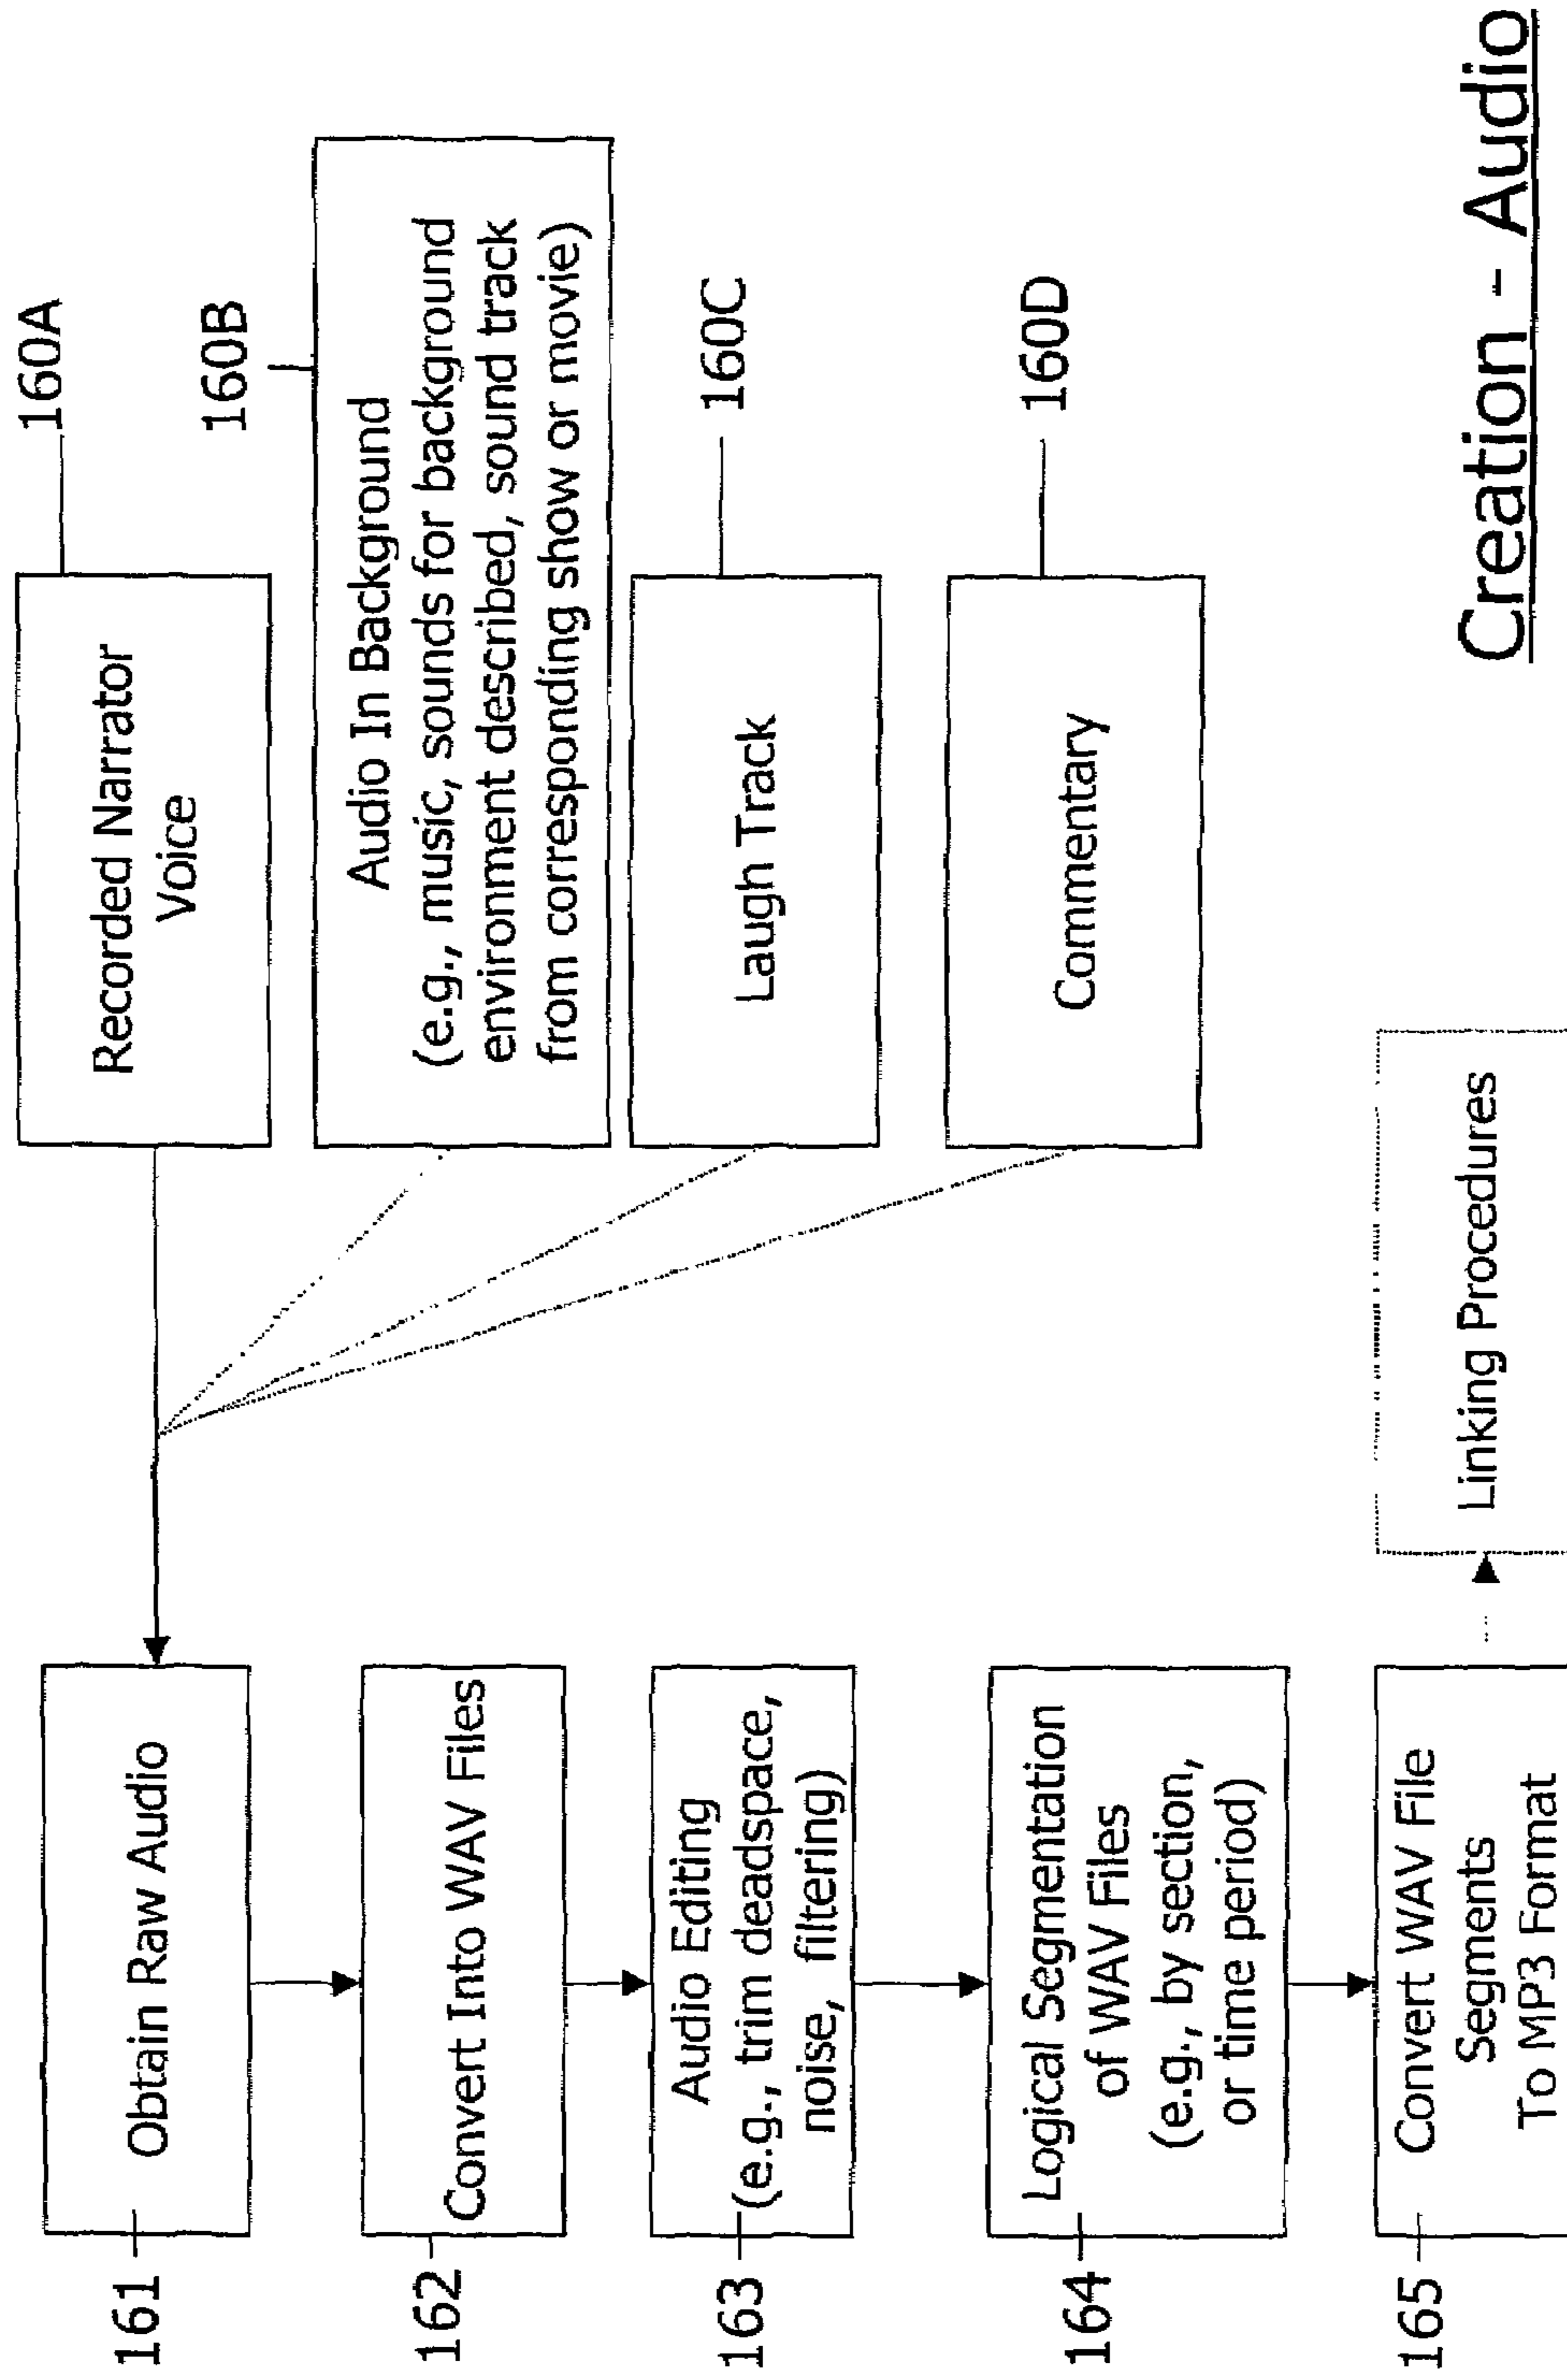 160A
Recorded Narrator
Voice
160B
Audio In Background
(e.g., music, sounds for background
environment described, sound track
from corresponding show or movie)
160C
Laugh Track
160D
Commentary
161
Obtain Raw Audio
162
Convert Into WAV Files
163
Audio Editing
(e.g., trim deadspace,
noise, filtering)
164
Logical Segmentation
of WAV Files
(e.g., by section,
or time period)
165
Convert WAV File
Segments
To MP3 Format
Linking Procedures
Creation - Audio